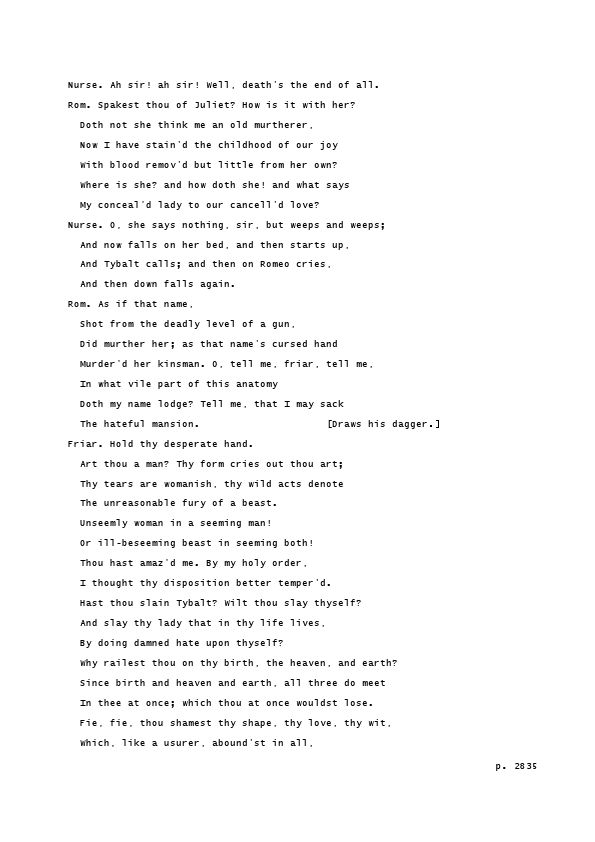 Nurse. Ah sir! ah sir! Well, death's the end of all.
Rom. Spakest thou of Juliet? How is it with her?
Doth not she think me an old murtherer,
Now I have stain'd the childhood of our joy
With blood remov'd but little from her own?
Where is she? and how doth she! and what says
My conceal'd lady to our cancell'd love?
Nurse. O, she says nothing, sir, but weeps and weeps;
And now falls on her bed, and then starts up,
And Tybalt calls; and then on Romeo cries,
And then down falls again.
Rom. As if that name,
Shot from the deadly level of a gun,
Did murther her; as that name's cursed hand
Murder'd her kinsman. O, tell me, friar, tell me,
In what vile part of this anatomy
Doth my name lodge? Tell me, that I may sack
The hateful mansion. [Draws his dagger.]
Friar. Hold thy desperate hand.
Art thou a man? Thy form cries out thou art;
Thy tears are womanish, thy wild acts denote
The unreasonable fury of a beast.
Unseemly woman in a seeming man!
Or ill-beseeming beast in seeming both!
Thou hast amaz'd me. By my holy order,
I thought thy disposition better temper'd.
Hast thou slain Tybalt? Wilt thou slay thyself?
And slay thy lady that in thy life lives,
By doing damned hate upon thyself?
Why railest thou on thy birth, the heaven, and earth?
Since birth and heaven and earth, all three do meet
In thee at once; which thou at once wouldst lose.
Fie, fie, thou shamest thy shape, thy love, thy wit,
Which, like a usurer, abound'st in all,
p. 2835